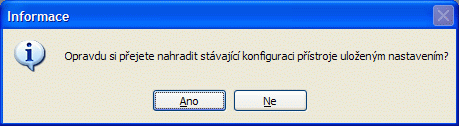 Informace
Opravdu si přejete nahradit stávající konfiguraci přístroje uloženým nastavením?
Ano
Ne